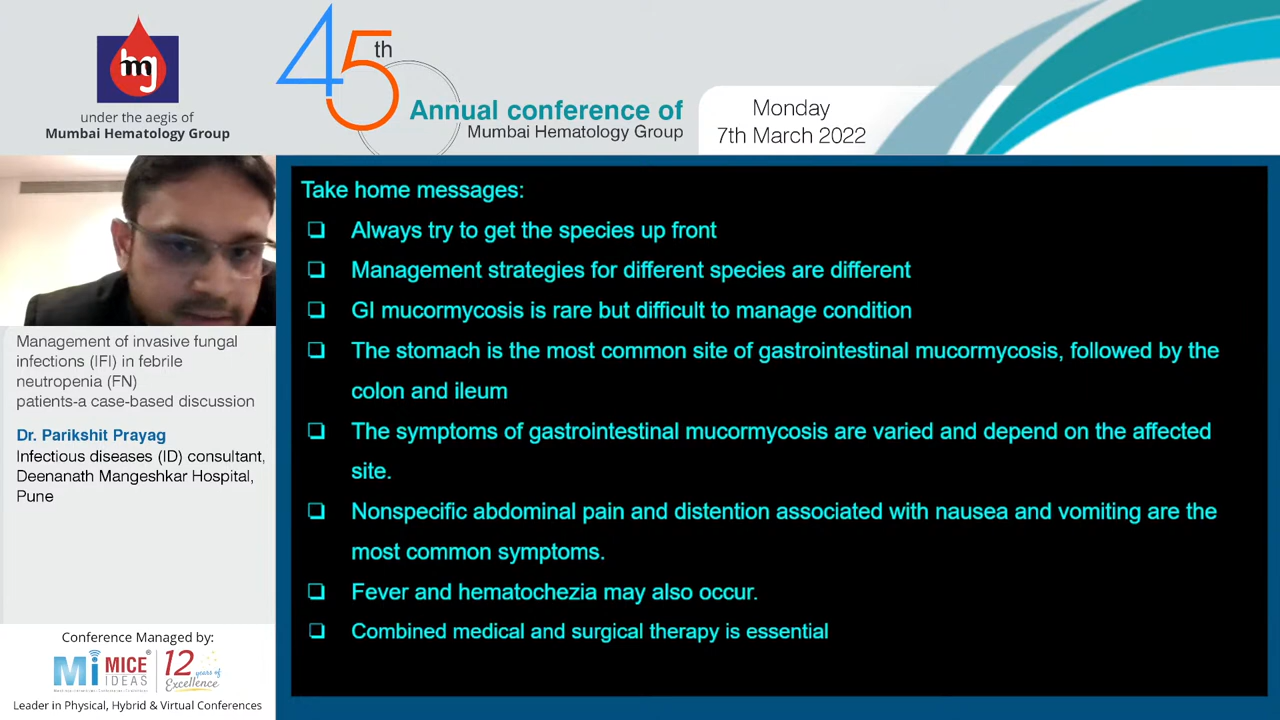 hg
under the aegis of
Mumbai Hematology Group
45th
Annual conference of
Mumbai Hematology Group
Monday
7th March 2022
Management of invasive fungal
infections (IFI) in febrile
neutropenia (FN)
patients-a case-based discussion
Dr. Parikshit Prayag
Infectious diseases (ID) consultant,
Deenanath Mangeshkar Hospital,
Pune
Conference Managed by:
Mi MICE IDEAS
12 years of Excellence
Leader in Physical, Hybrid & Virtual Conferences
Take home messages:
❑ Always try to get the species up front
❑ Management strategies for different species are different
❑ GI mucormycosis is rare but difficult to manage condition
❑ The stomach is the most common site of gastrointestinal mucormycosis, followed by the
colon and ileum
❑ The symptoms of gastrointestinal mucormycosis are varied and depend on the affected
site.
❑ Nonspecific abdominal pain and distention associated with nausea and vomiting are the
most common symptoms.
❑ Fever and hematochezia may also occur.
❑ Combined medical and surgical therapy is essential